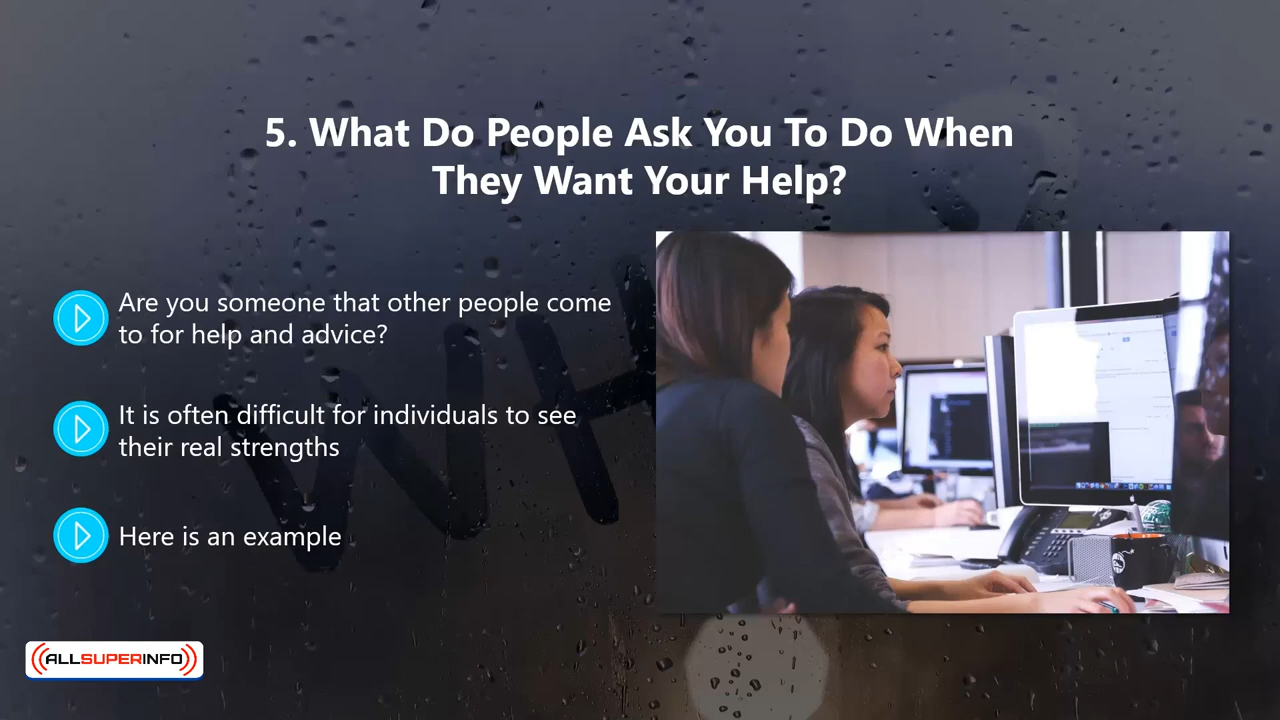 5. What Do People Ask You To Do When
They Want Your Help?
Are you someone that other people come
to for help and advice?
It is often difficult for individuals to see
their real strengths
Here is an example
WH
ALLSUPERINFO